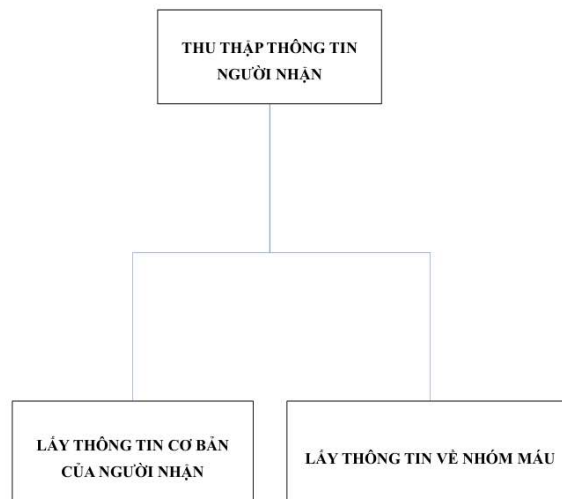 THU THẬP THÔNG TIN
NGƯỜI NHẬN
LẤY THÔNG TIN CƠ BẢN
CỦA NGƯỜI NHẬN
LẤY THÔNG TIN VỀ NHÓM MÁU